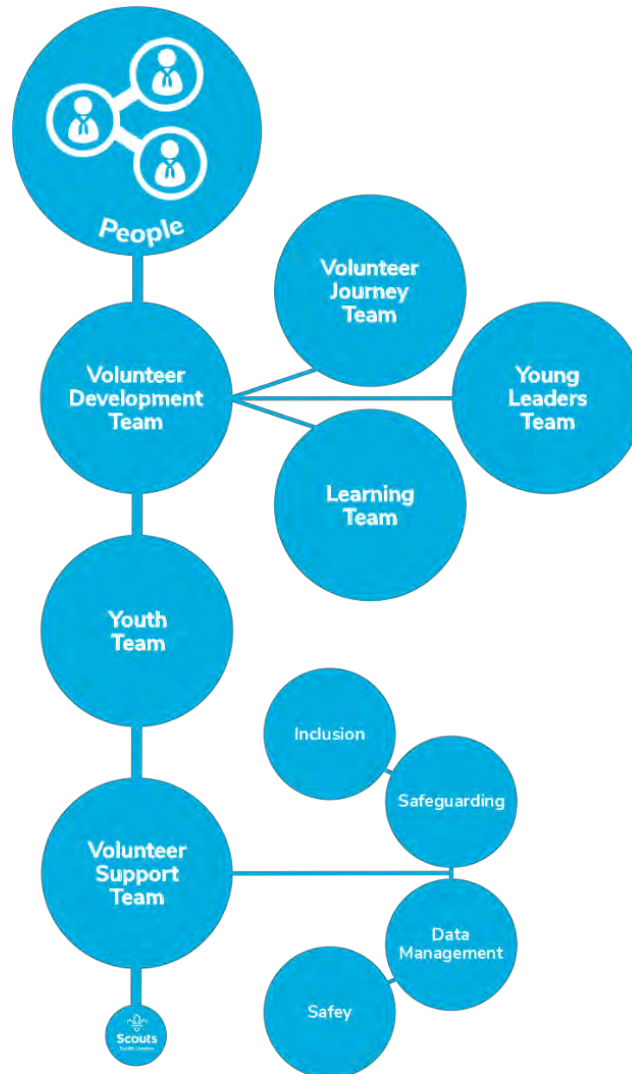 People
Volunteer
Journey
Team
Volunteer
Development
Team
Young
Leaders
Team
Learning
Team
Youth
Team
Inclusion
Safeguarding
Volunteer
Support
Team
Data
Management
Safey
Scouts